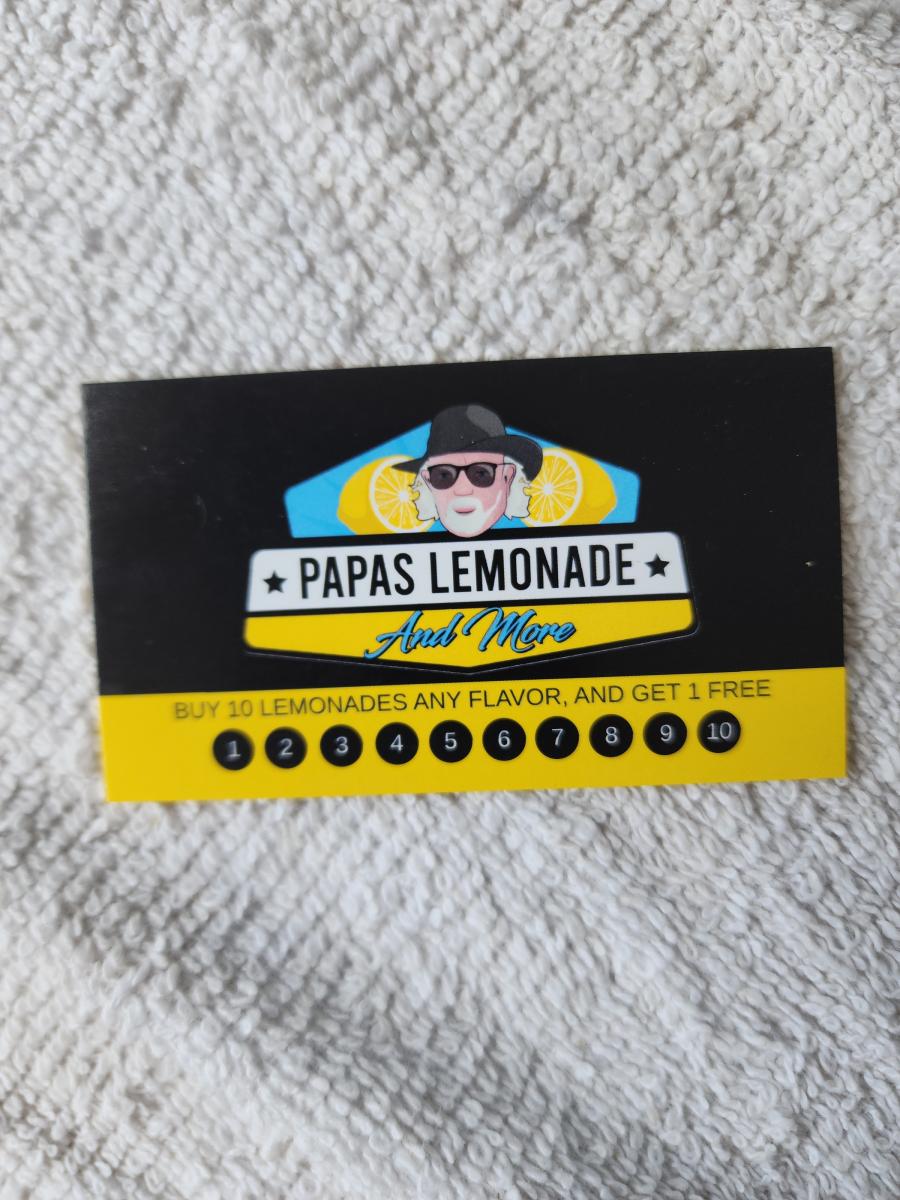 PAPAS LEMONADE
And More
BUY 10 LEMONADES ANY FLAVOR, AND GET 1 FREE
1 2 3 4 5 6 7 8 9 10